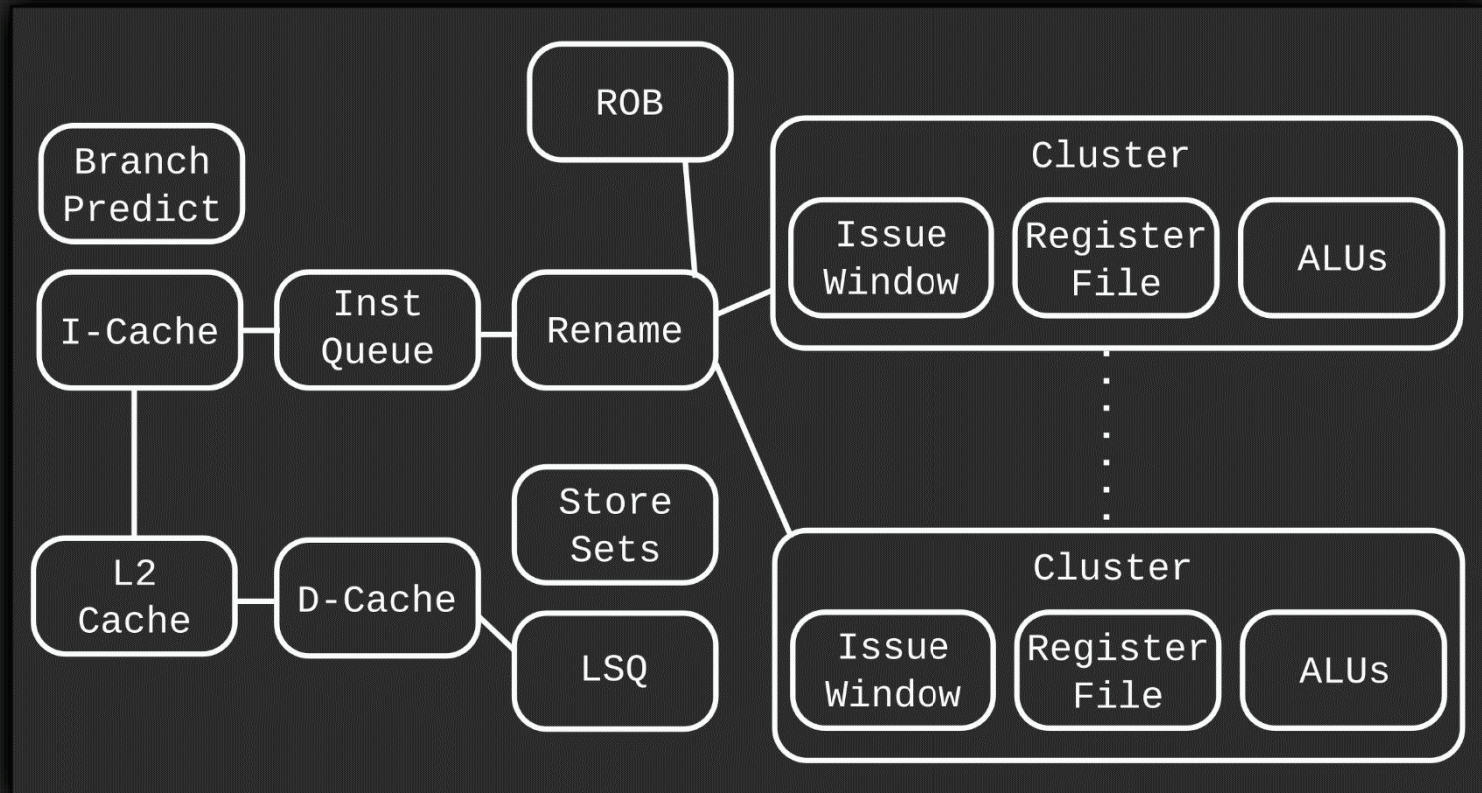 ROB
Branch
Predict
I-Cache
Inst
Queue
Rename
Cluster
Issue
Window
Register
File
ALUs
Store
Sets
L2
Cache
D-Cache
LSQ
Cluster
Issue
Window
Register
File
ALUs